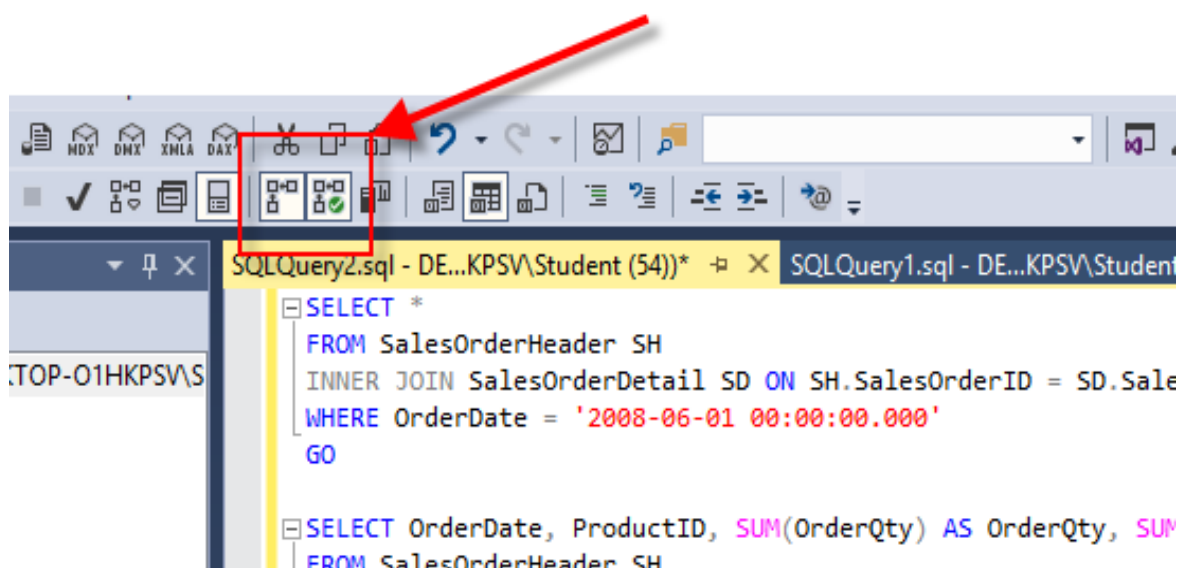 MDX DMX XMLA DAX
SQLQuery2.sql - DE...KPSV\Student (54))* SQLQuery1.sql - DE...KPSV\Student
SELECT *
FROM SalesOrderHeader SH
KTOP-O1HKPSV\S
INNER JOIN SalesOrderDetail SD ON SH.SalesOrderID = SD.Sale
WHERE OrderDate = '2008-06-01 00:00:00.000'
GO
SELECT OrderDate, ProductID, SUM(OrderQty) AS OrderQty, SUM
FROM SalesOrderHeader SH